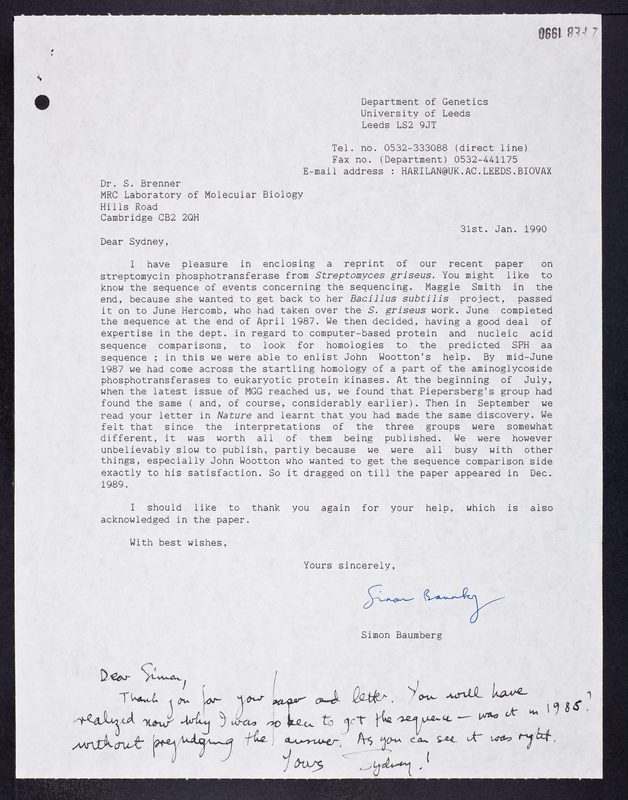 2 FEB 1990
Department of Genetics
University of Leeds
Leeds LS2 9JT
Tel. no. 0532-333088 (direct line)
Fax no. (Department) 0532-441175
E-mail address : HARILAN@UK.AC.LEEDS.BIOVAX
Dr. S. Brenner
MRC Laboratory of Molecular Biology
Hills Road
Cambridge CB2 2QH
31st. Jan. 1990
Dear Sydney,
I have pleasure in enclosing a reprint of our recent paper on
streptomycin phosphotransferase from Streptomyces griseus. You might like to
know the sequence of events concerning the sequencing. Maggie Smith in the
end, because she wanted to get back to her Bacillus subtilis project, passed
it on to June Hercomb, who had taken over the S. griseus work. June completed
the sequence at the end of April 1987. We then decided, having a good deal of
expertise in the dept. in regard to computer-based protein and nucleic acid
sequence comparisons, to look for homologies to the predicted SPH aa
sequence ; in this we were able to enlist John Wootton's help. By mid-June
1987 we had come across the startling homology of a part of the aminoglycoside
phosphotransferases to eukaryotic protein kinases. At the beginning of July,
when the latest issue of MGG reached us, we found that Piepersberg's group had
found the same ( and, of course, considerably earlier). Then in September we
read your letter in Nature and learnt that you had made the same discovery. We
felt that since the interpretations of the three groups were somewhat
different, it was worth all of them being published. We were however
unbelievably slow to publish, partly because we were all busy with other
things, especially John Wootton who wanted to get the sequence comparison side
exactly to his satisfaction. So it dragged on till the paper appeared in Dec.
1989.
I should like to thank you again for your help, which is also
acknowledged in the paper.
With best wishes,
Yours sincerely,
Simon Baumberg
Simon Baumberg
Dear Simon,
Thank you for your paper and letter. You will have
realized now why I was so keen to get the sequence – was it in 1985?
without prejudging the answer. As you can see it was right.
Yours Sydney!